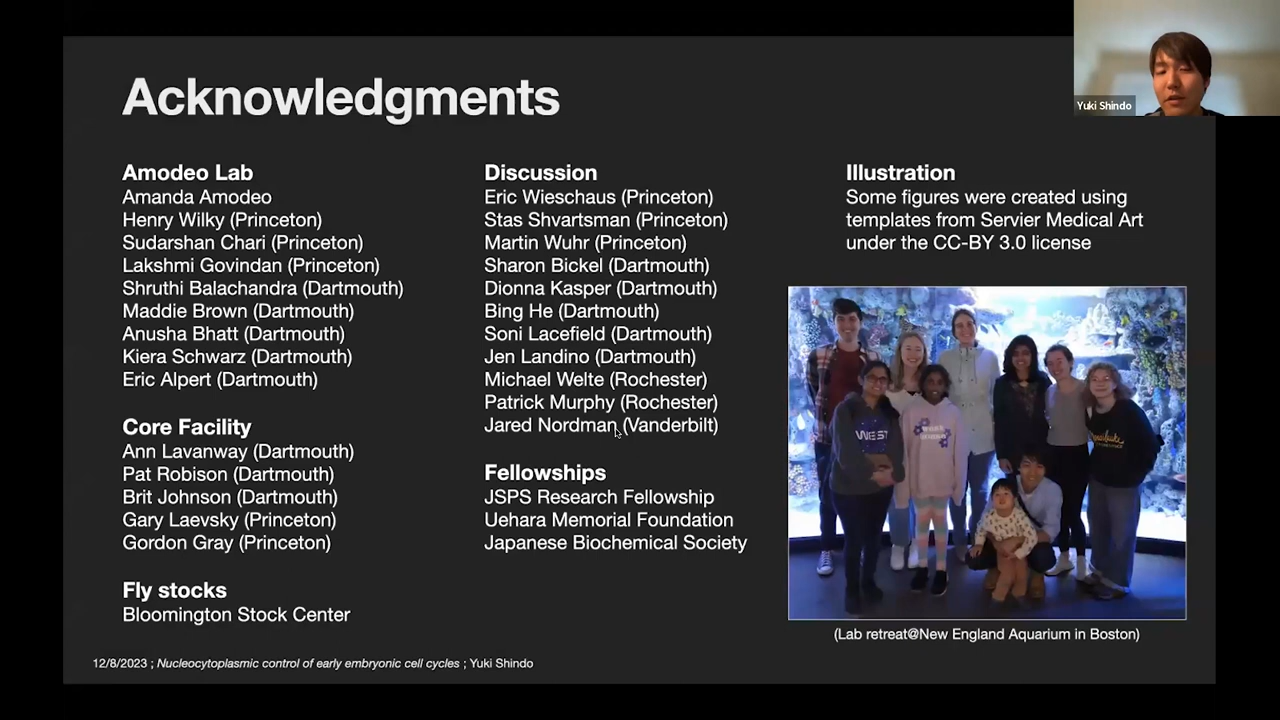 Acknowledgments
Yuki Shindo
Amodeo Lab
Amanda Amodeo
Henry Wilky (Princeton)
Sudarshan Chari (Princeton)
Lakshmi Govindan (Princeton)
Shruthi Balachandra (Dartmouth)
Maddie Brown (Dartmouth)
Anusha Bhatt (Dartmouth)
Kiera Schwarz (Dartmouth)
Eric Alpert (Dartmouth)
Core Facility
Ann Lavanway (Dartmouth)
Pat Robison (Dartmouth)
Brit Johnson (Dartmouth)
Gary Laevsky (Princeton)
Gordon Gray (Princeton)
Fly stocks
Bloomington Stock Center
Discussion
Eric Wieschaus (Princeton)
Stas Shvartsman (Princeton)
Martin Wuhr (Princeton)
Sharon Bickel (Dartmouth)
Dionna Kasper (Dartmouth)
Bing He (Dartmouth)
Soni Lacefield (Dartmouth)
Jen Landino (Dartmouth)
Michael Welte (Rochester)
Patrick Murphy (Rochester)
Jared Nordman (Vanderbilt)
Fellowships
JSPS Research Fellowship
Uehara Memorial Foundation
Japanese Biochemical Society
Illustration
Some figures were created using
templates from Servier Medical Art
under the CC-BY 3.0 license
WEST
(Lab retreat@New England Aquarium in Boston)
12/8/2023 ; Nucleocytoplasmic control of early embryonic cell cycles ; Yuki Shindo